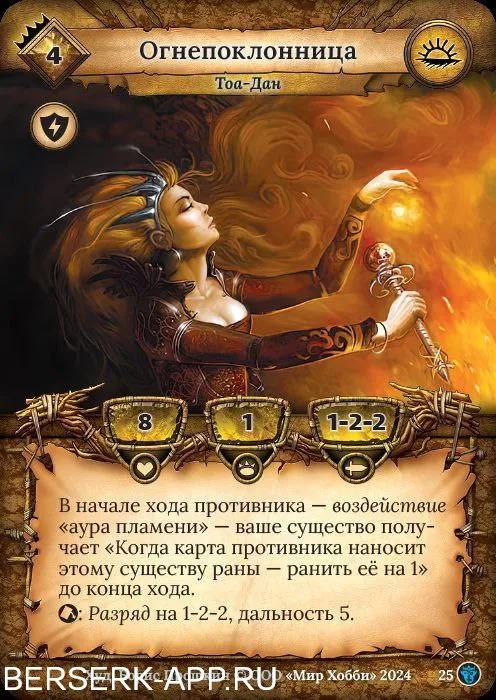 4
Огнепоклонница
Тоа-Дан
8 1 1-2-2
В начале хода противника — воздействие
«аура пламени» — ваше существо полу-
чает «Когда карта противника наносит
этому существу раны — ранить её на 1»
до конца хода.
: Разряд на 1-2-2, дальность 5.
«Мир Хобби» 2024 25
BERSERK-APP.RU